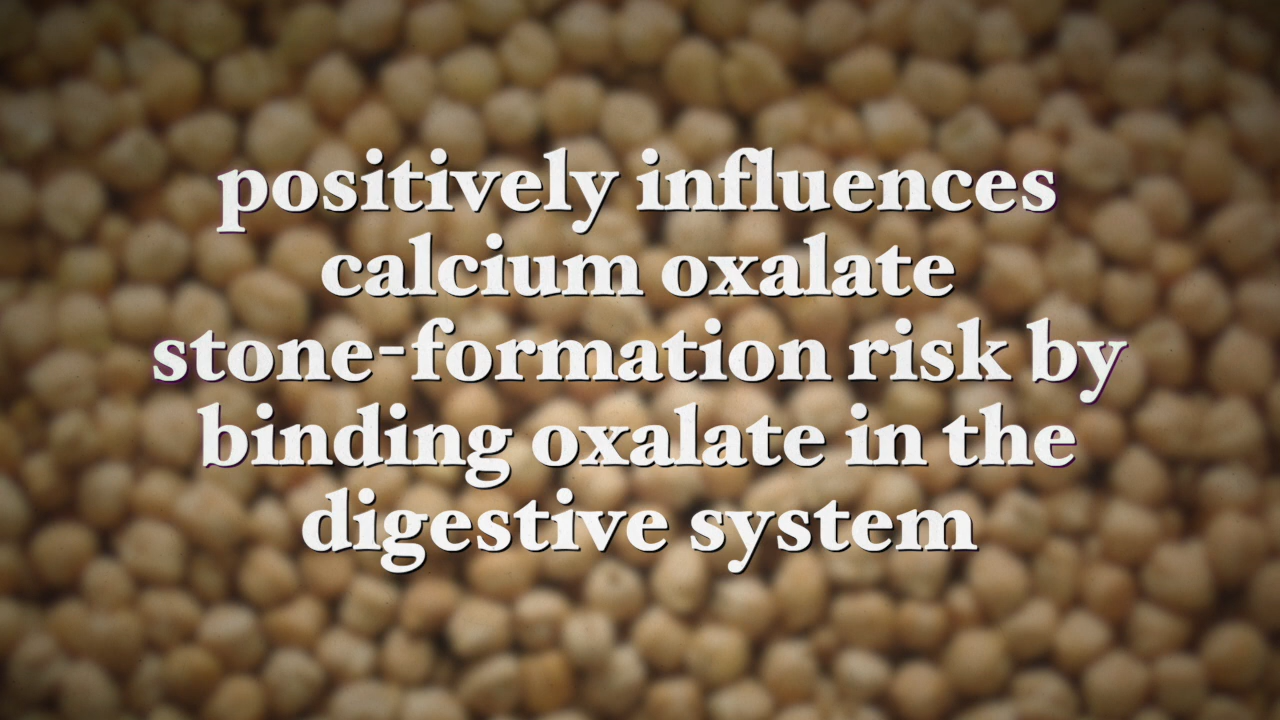 positively influences
calcium oxalate
stone-formation risk by
binding oxalate in the
digestive system